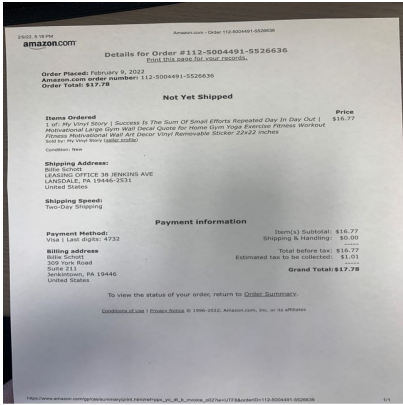 2/9/22, 5:18 PM
Amazon.com - Order 112-5004491-5526636
amazon.com
Details for Order #112-5004491-5526636
Print this page for your records.
Order Placed: February 9, 2022
Amazon.com order number: 112-5004491-5526636
Order Total: $17.78
Not Yet Shipped
Items Ordered
Price
1 of: My Vinyl Story | Success Is The Sum Of Small Efforts Repeated Day In Day Out |
$16.77
Motivational Large Gym Wall Decal Quote for Home Gym Yoga Exercise Fitness Workout
Fitness Motivational Wall Art Decor Vinyl Removable Sticker 22x22 inches
Sold by: My Vinyl Story (seller profile)
Condition: New
Shipping Address:
Billie Schott
LEASING OFFICE 38 JENKINS AVE
LANSDALE, PA 19446-2531
United States
Shipping Speed:
Two-Day Shipping
Payment information
Payment Method:
Visa | Last digits: 4732
Item(s) Subtotal: $16.77
Shipping & Handling: $0.00
-----
Billing address
Billie Schott
309 York Road
Suite 211
Jenkintown, PA 19446
United States
Total before tax: $16.77
Estimated tax to be collected: $1.01
-----
Grand Total: $17.78
To view the status of your order, return to Order Summary.
Conditions of Use | Privacy Notice © 1996-2022, Amazon.com, Inc. or its affiliates
1/1